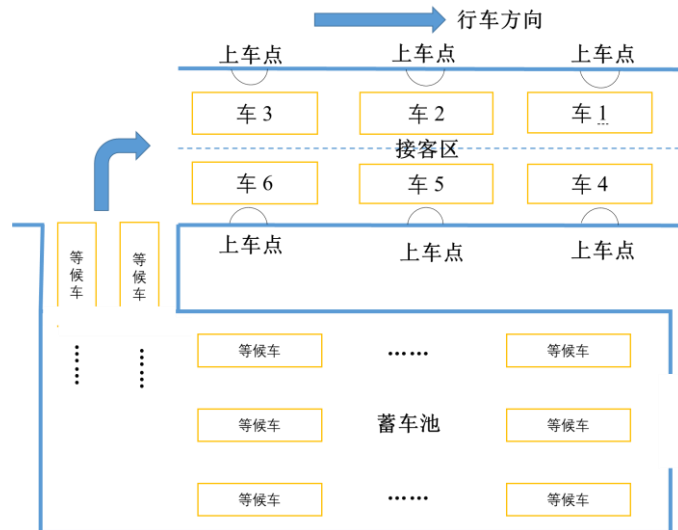 行车方向
上车点 上车点 上车点
车 3 车 2 车 1
接客区
车 6 车 5 车 4
上车点 上车点 上车点
等候车 等候车
…… ……
等候车 …… 等候车
等候车 蓄车池 等候车
等候车 …… 等候车